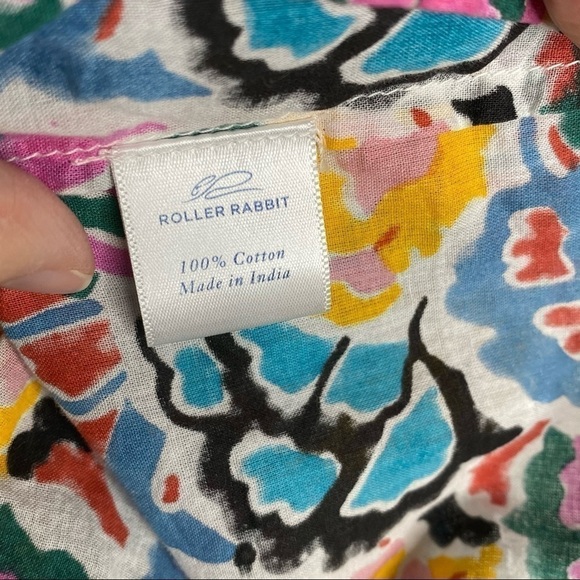 ROLLER RABBIT
100% Cotton
Made in India